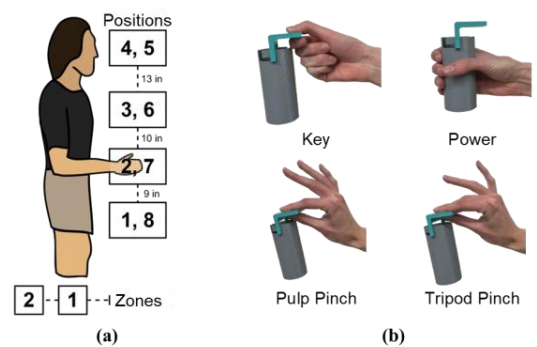 Positions
4, 5
13 in
3, 6
10 in
2, 7
9 in
1, 8
2 1 Zones
(a)
Key
Power
Pulp Pinch
Tripod Pinch
(b)